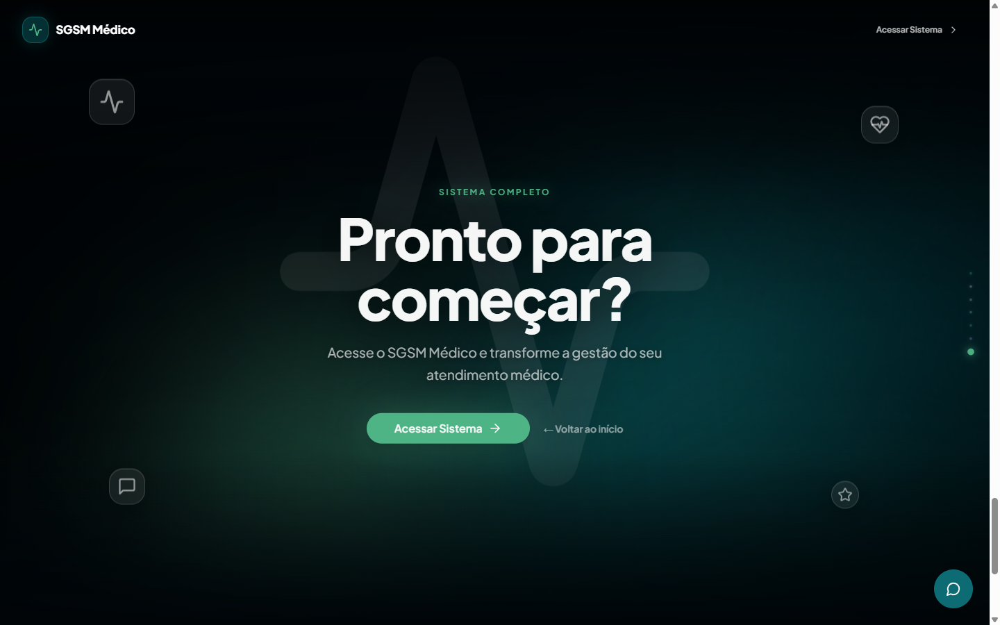 SGSM Médico
Acessar Sistema
SISTEMA COMPLETO
Pronto para
começar?
Acesse o SGSM Médico e transforme a gestão do seu
atendimento médico.
Acessar Sistema →
←Voltar ao início